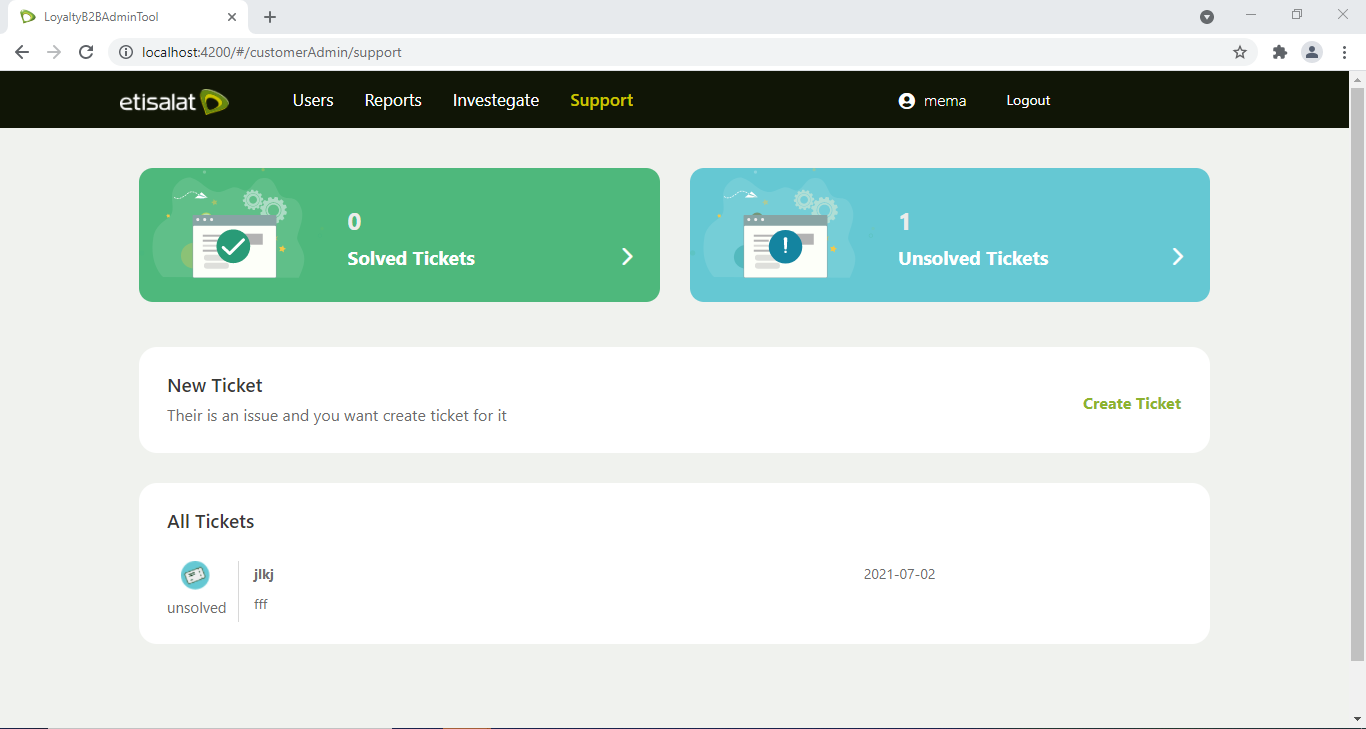 LoyaltyB2BAdminTool
localhost:4200/#/customerAdmin/support
etisalat Users Reports Investegate Support mema Logout
0
Solved Tickets
1
Unsolved Tickets
New Ticket
Their is an issue and you want create ticket for it
Create Ticket
All Tickets
jlkj 2021-07-02
unsolved fff